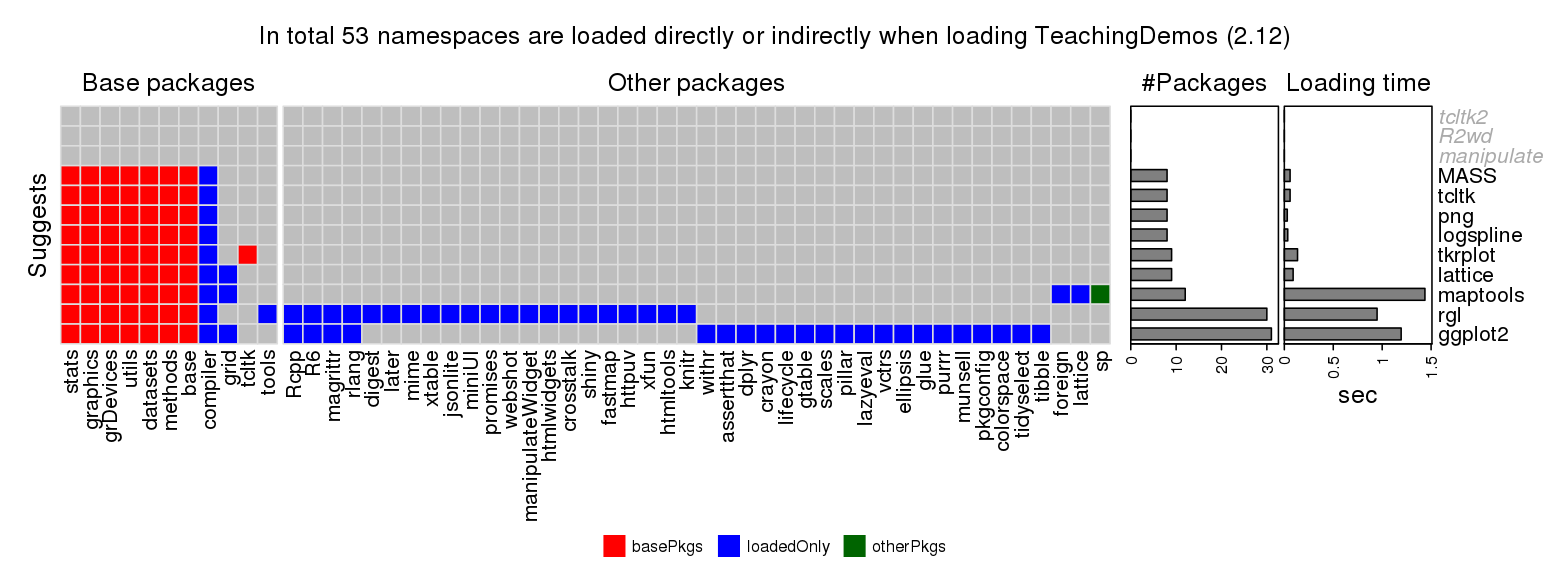 In total 53 namespaces are loaded directly or indirectly when loading TeachingDemos (2.12)
Base packages
Other packages
#Packages
Loading time
Suggests
tcltk2
R2wd
manipulate
MASS
tcltk
png
logspline
tkrplot
lattice
maptools
rgl
ggplot2
stats
graphics
grDevices
utils
datasets
methods
base
compiler
grid
tcltk
tools
Rcpp
R6
magrittr
rlang
digest
later
mime
xtable
jsonlite
miniUI
promises
webshot
manipulateWidget
htmlwidgets
crosstalk
shiny
fastmap
httpuv
xfun
htmltools
knitr
withr
assertthat
dplyr
crayon
lifecycle
gtable
scales
pillar
lazyeval
vctrs
ellipsis
glue
purrr
munsell
pkgconfig
colorspace
tidyselect
tibble
foreign
lattice
sp
0
10
20
30
0
0.5
1
1.5
sec
basePkgs
loadedOnly
otherPkgs